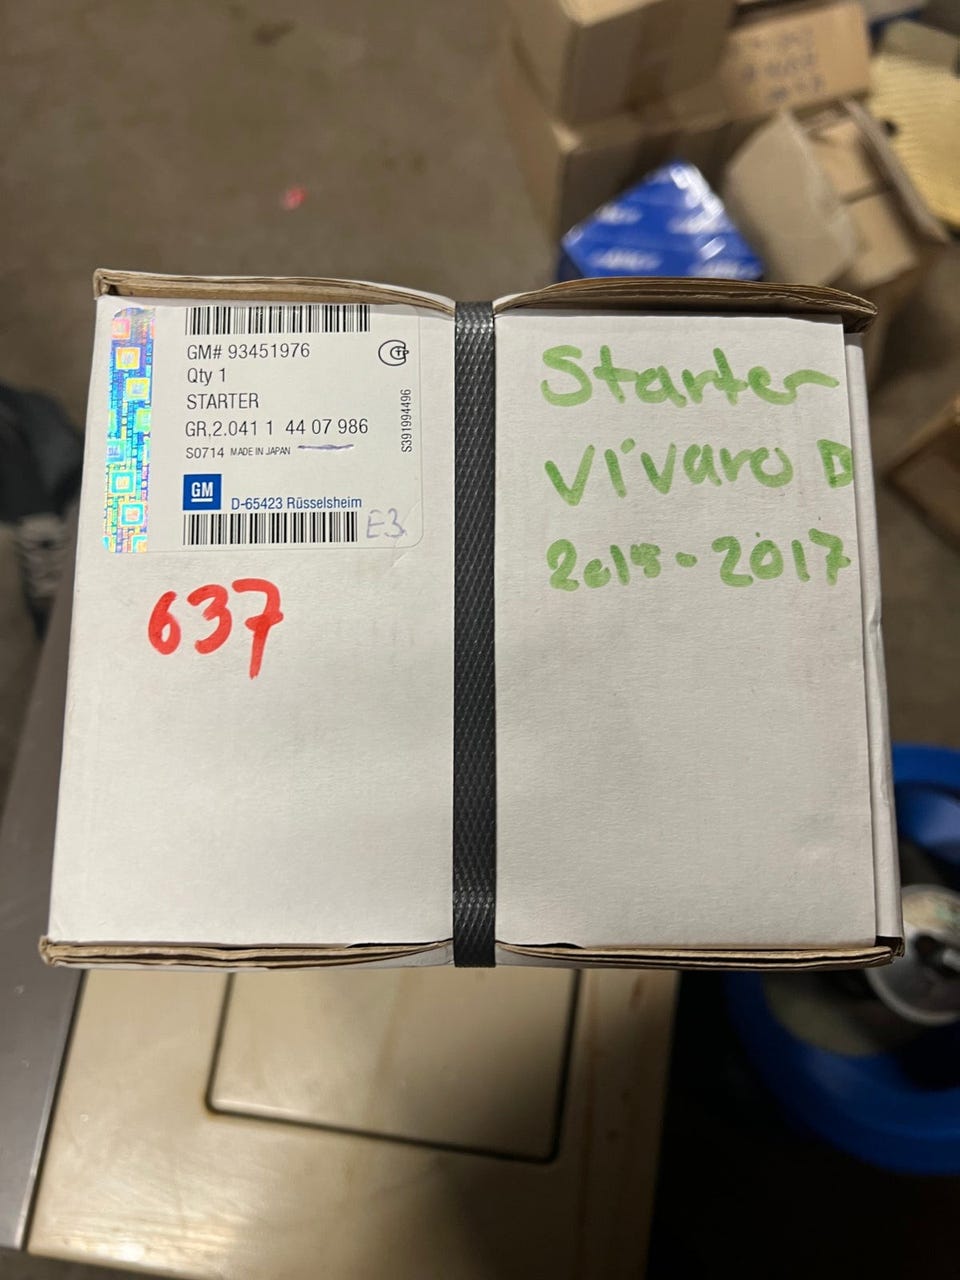 GM# 93451976
Qty 1
STARTER
GR,2.041 1 44 07 986
S0714 MADE IN JAPAN
S391994496
GM
D-65423 Rüsselsheim
E3
637
Starter
Vivaro D
2015-2017